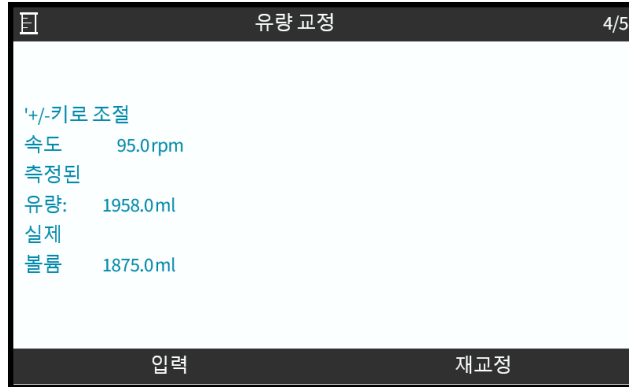 유량 교정 4/5
'+/-키로 조절
속도 95.0rpm
측정된
유량: 1958.0ml
실제
볼륨 1875.0ml
입력 재교정